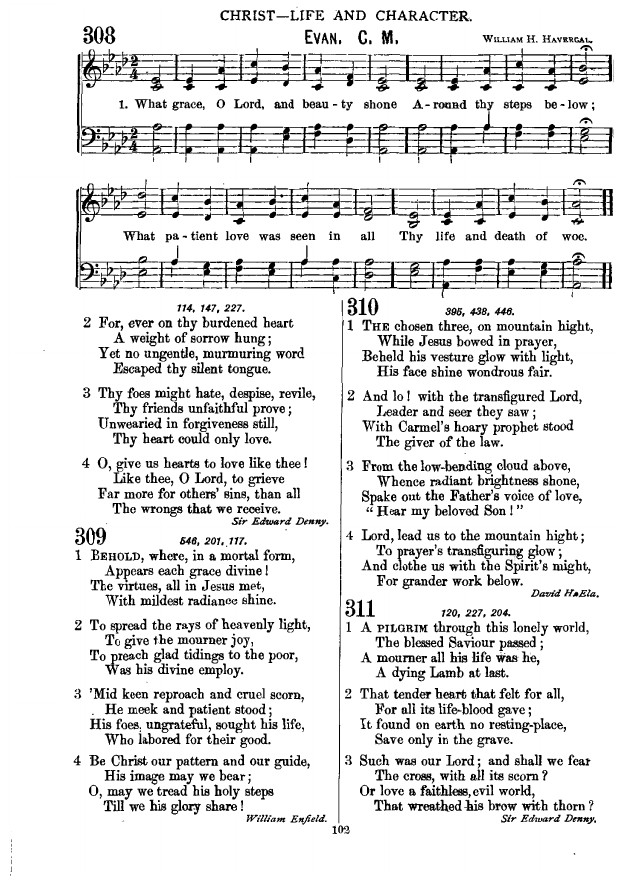 CHRIST—LIFE AND CHARACTER.
308
EVAN. C. M.
WILLIAM H. HAVERGAL.
1. What grace, O Lord, and beau-ty shone A-round thy steps be-low;
What pa-tient love was seen in all Thy life and death of woe.
114, 147, 227.
2 For, ever on thy burdened heart
A weight of sorrow hung;
Yet no ungentle, murmuring word
Escaped thy silent tongue.
3 Thy foes might hate, despise, revile,
Thy friends unfaithful prove;
Unwearied in forgiveness still,
Thy heart could only love.
4 O, give us hearts to love like thee!
Like thee, O Lord, to grieve
Far more for others' sins, than all
The wrongs that we receive.
Sir Edward Denny.
309
546, 201, 117.
1 BEHOLD, where, in a mortal form,
Appears each grace divine!
The virtues, all in Jesus met,
With mildest radiance shine.
2 To spread the rays of heavenly light,
To give the mourner joy,
To preach glad tidings to the poor,
Was his divine employ.
3 'Mid keen reproach and cruel scorn,
He meek and patient stood;
His foes, ungrateful, sought his life,
Who labored for their good.
4 Be Christ our pattern and our guide,
His image may we bear;
O, may we tread his holy steps
Till we his glory share!
William Enfield.
310
395, 438, 446.
1 THE chosen three, on mountain hight,
While Jesus bowed in prayer,
Beheld his vesture glow with light,
His face shine wondrous fair.
2 And lo! with the transfigured Lord,
Leader and seer they saw;
With Carmel's hoary prophet stood
The giver of the law.
3 From the low-bending cloud above,
Whence radiant brightness shone,
Spake out the Father's voice of love,
"Hear my beloved Son!"
4 Lord, lead us to the mountain hight;
To prayer's transfiguring glow;
And clothe us with the Spirit's might,
For grander work below.
David H. Ela.
311
120, 227, 204.
1 A PILGRIM through this lonely world,
The blessed Saviour passed;
A mourner all his life was he,
A dying Lamb at last.
2 That tender heart that felt for all,
For all its life-blood gave;
It found on earth no resting-place,
Save only in the grave.
3 Such was our Lord; and shall we fear
The cross, with all its scorn?
Or love a faithless, evil world,
That wreathed his brow with thorn?
Sir Edward Denny.
102